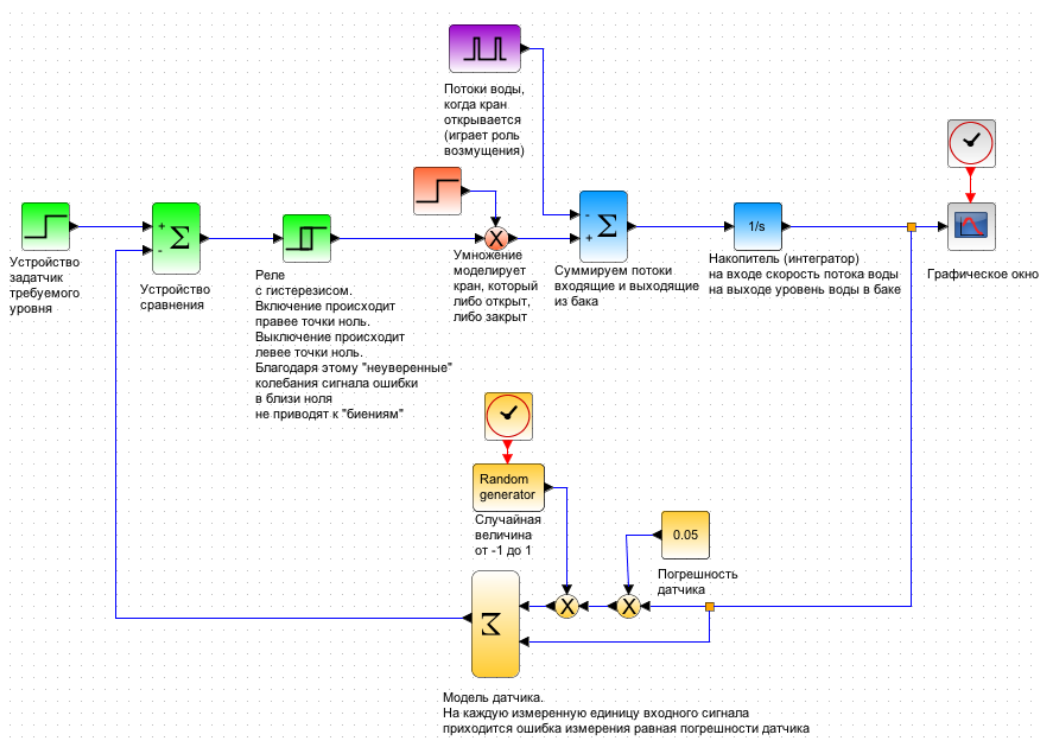 Потоки воды,
когда кран
открывается
(играет роль
возмущения)
Устройство
задатчик
требуемого
уровня
+
-
Σ
Устройство
сравнения
Реле
с гистерезисом.
Включение происходит
правее точки ноль.
Выключение происходит
левее точки ноль.
Благодаря этому "неуверенные"
колебания сигнала ошибки
в близи ноля
не приводят к "биениям"
X
Умножение
моделирует
кран, который
либо открыт,
либо закрыт
-
+
Σ
Суммируем потоки
входящие и выходящие
из бака
1/s
Накопитель (интегратор)
на входе скорость потока воды
на выходе уровень воды в баке
Графическое окно
Random
generator
Случайная
величина
от -1 до 1
0.05
Погрешность
датчика
X
X
Σ
Модель датчика.
На каждую измеренную единицу входного сигнала
приходится ошибка измерения равная погрешности датчика